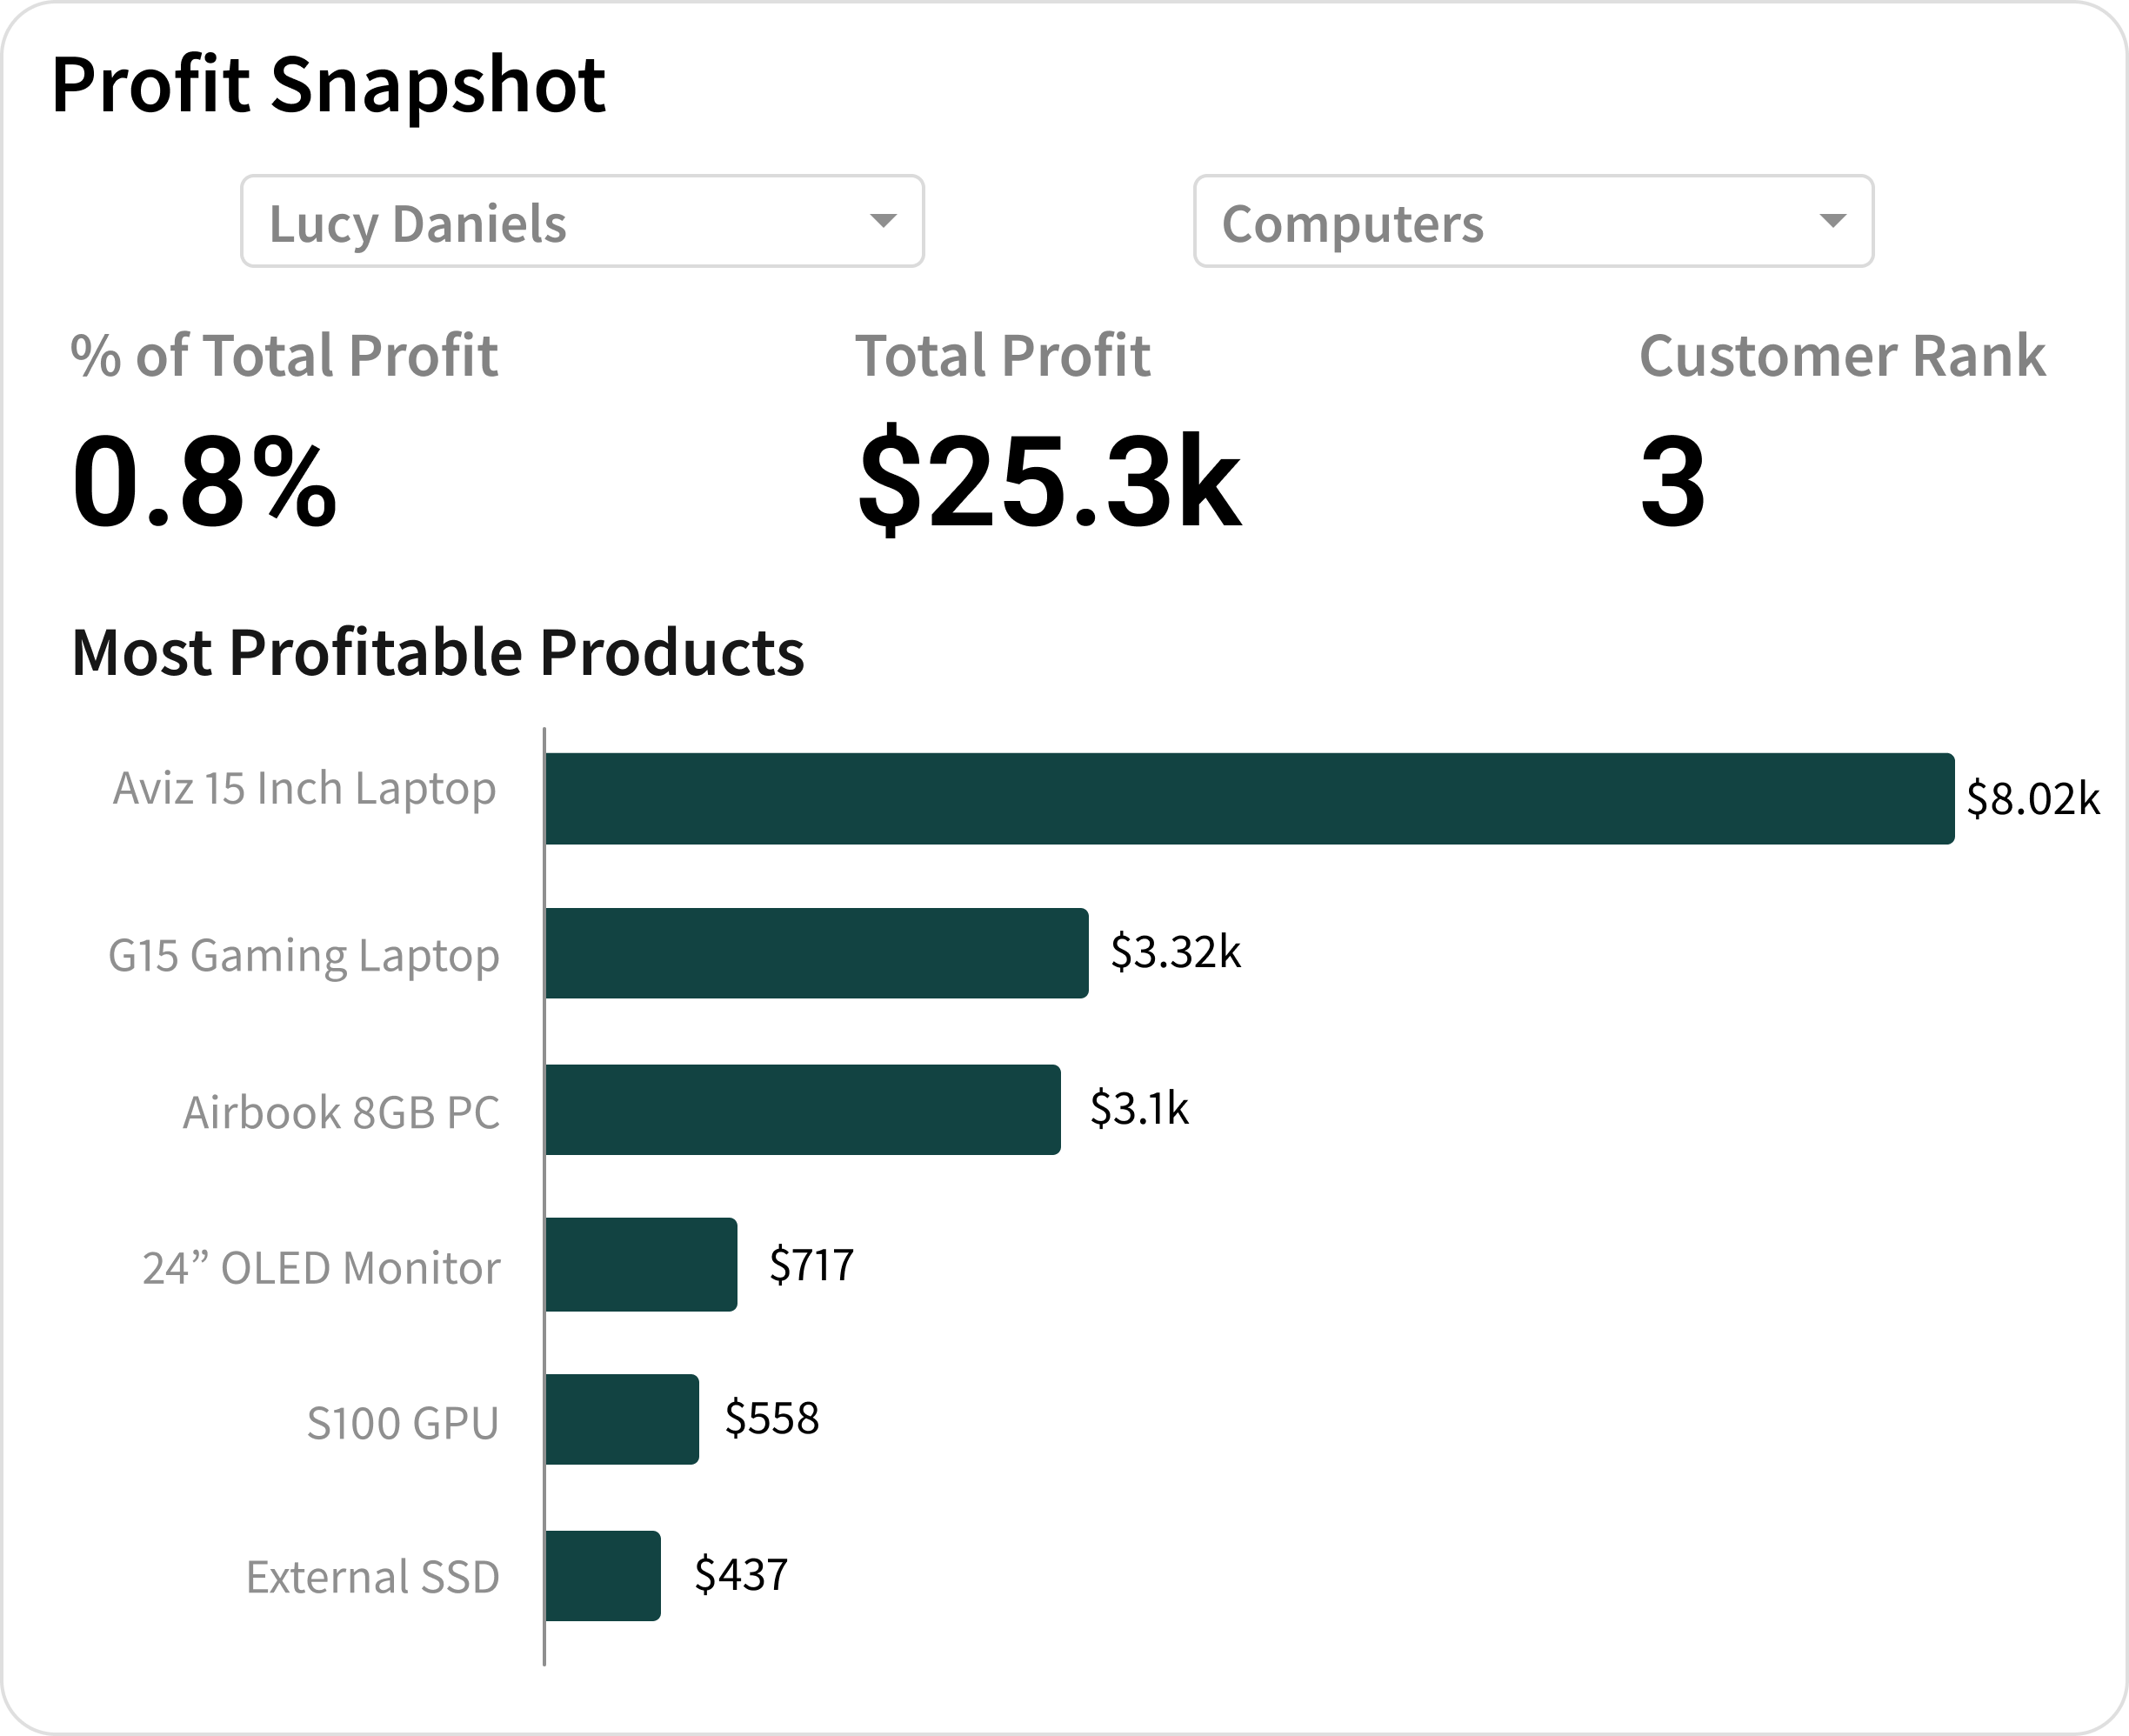 Profit Snapshot
Lucy Daniels
Computers
% of Total Profit
Total Profit
Customer Rank
0.8%
$25.3k
3
Most Profitable Products
Aviz 15 Inch Laptop
$8.02k
G15 Gaming Laptop
$3.32k
Airbook 8GB PC
$3.1k
24” OLED Monitor
$717
S100 GPU
$558
External SSD
$437